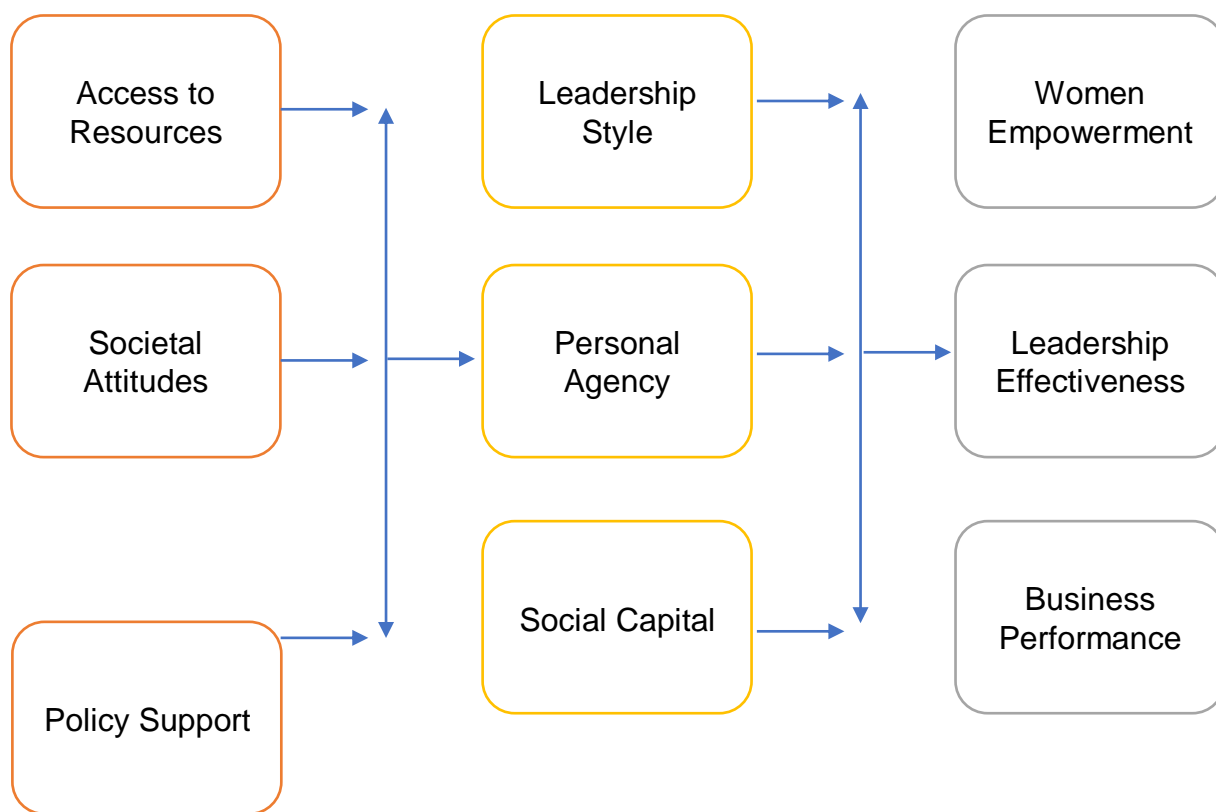 Access to
Resources
Leadership
Style
Women
Empowerment
Societal
Attitudes
Personal
Agency
Leadership
Effectiveness
Policy Support
Social Capital
Business
Performance